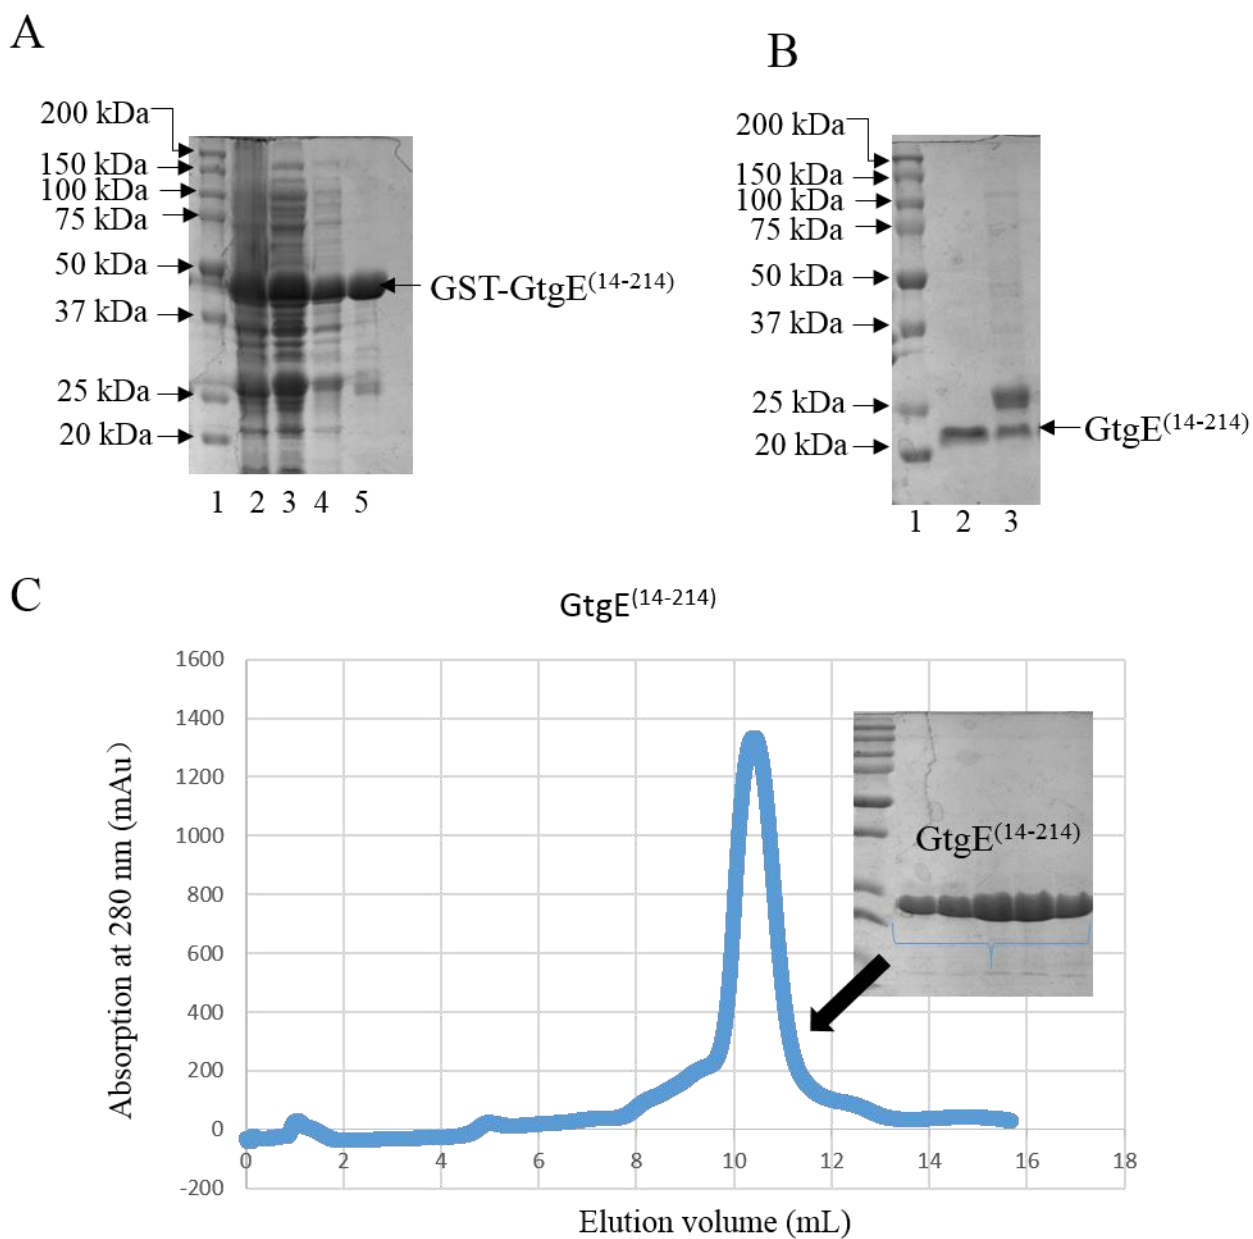 A
B
200 kDa
150 kDa
100 kDa
75 kDa
50 kDa
37 kDa
25 kDa
20 kDa
GST-GtgE(14-214)
1 2 3 4 5
200 kDa
150 kDa
100 kDa
75 kDa
50 kDa
37 kDa
25 kDa
20 kDa
GtgE(14-214)
1 2 3
C
GtgE(14-214)
1600
1400
1200
1000
800
600
400
200
0
-200
0 2 4 6 8 10 12 14 16 18
Absorption at 280 nm (mAu)
Elution volume (mL)
GtgE(14-214)